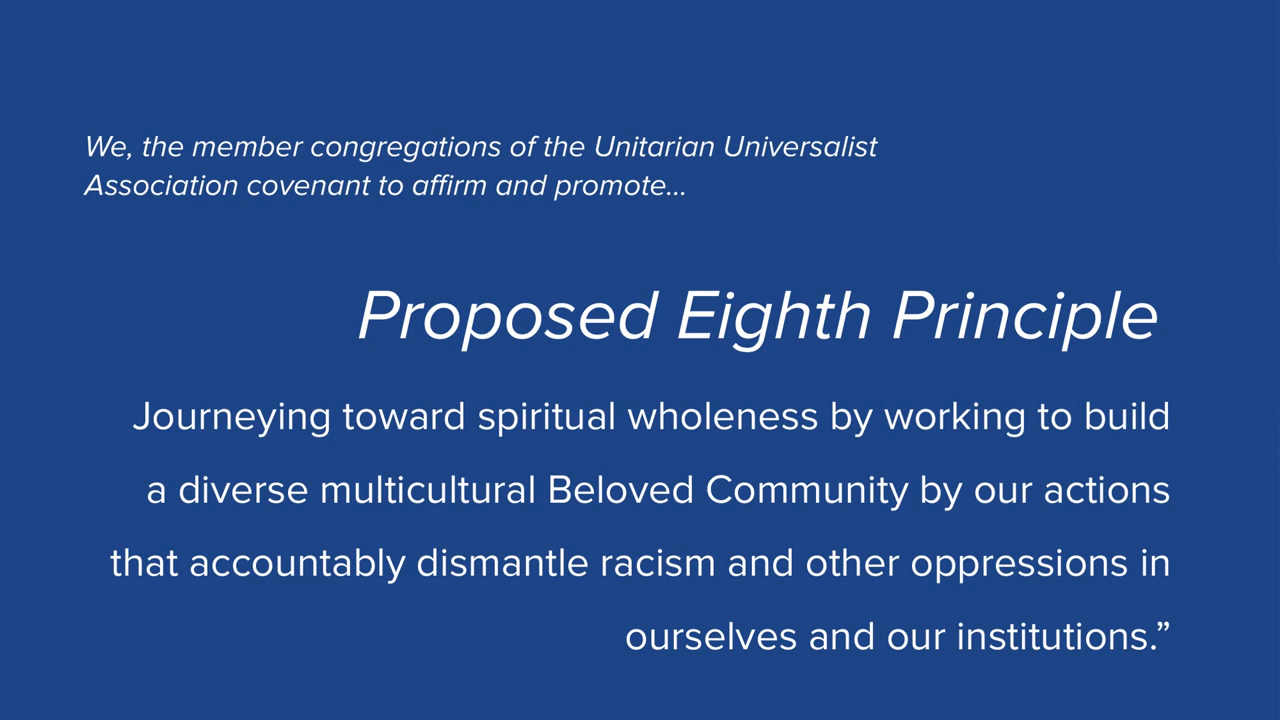 We, the member congregations of the Unitarian Universalist
Association covenant to affirm and promote...
Proposed Eighth Principle
Journeying toward spiritual wholeness by working to build
a diverse multicultural Beloved Community by our actions
that accountably dismantle racism and other oppressions in
ourselves and our institutions.”